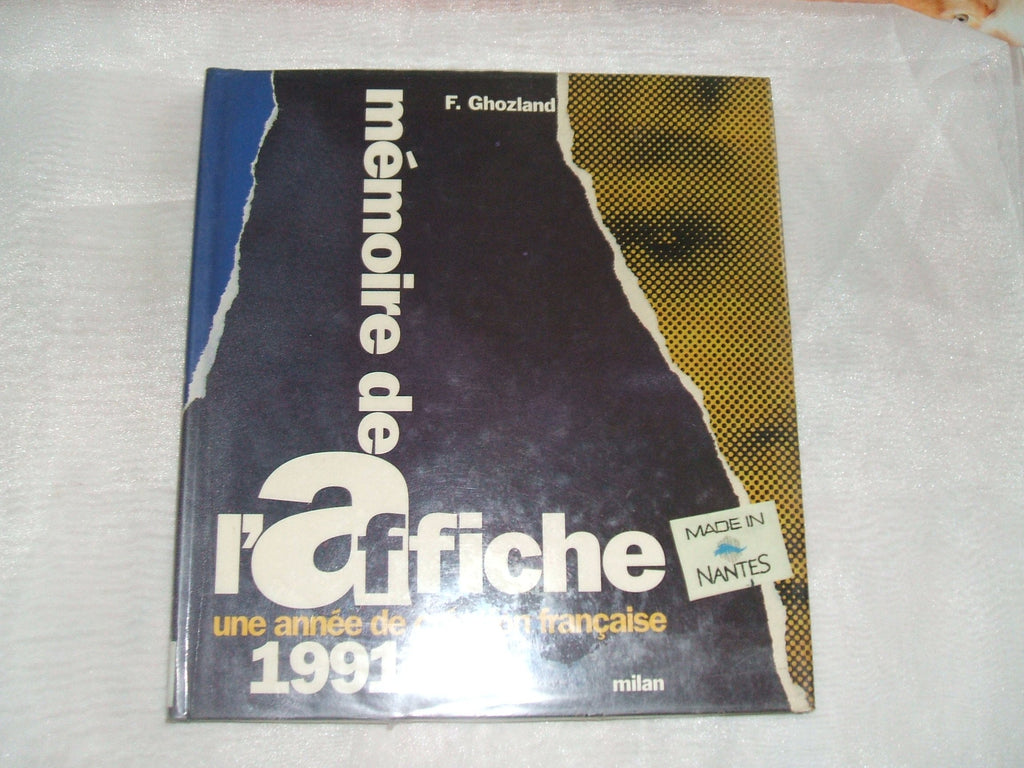 F. Ghozland
mémoire de
l'affiche
une année de française
1991
milan
MADE IN
NANTES